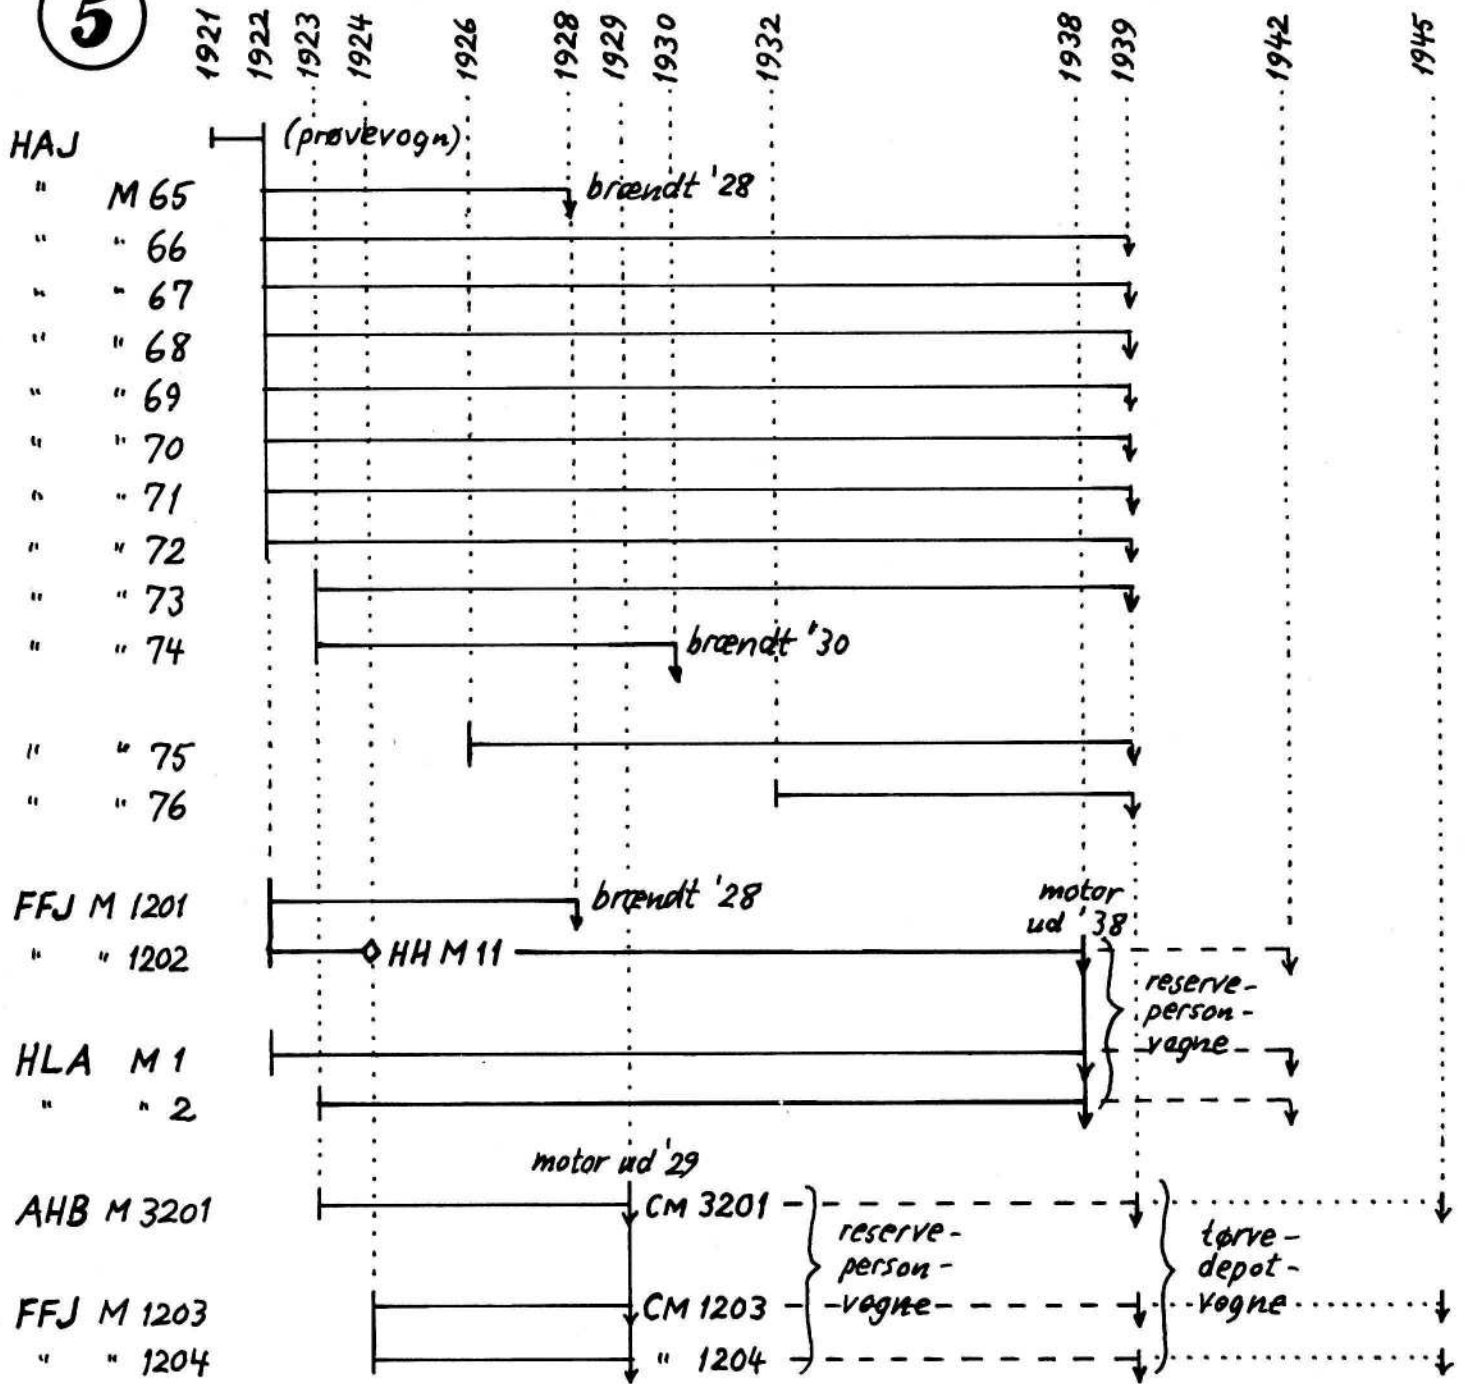 5
1921 1922 1923 1924 1926 1928 1929 1930 1932 1938 1939 1942 1945
HAJ (prøvevogn)
" M 65 brændt '28
" " 66
" " 67
" " 68
" " 69
" " 70
" " 71
" " 72
" " 73
" " 74 brændt '30
" " 75
" " 76
FFJ M 1201 brændt '28
motor
ud '38
" " 1202 HH M 11
reserve-
person-
vogne
HLA M 1
" " 2
motor ud '29
AHB M 3201 CM 3201
reserve-
person-
vogne
tørve-
depot-
vogne
FFJ M 1203 CM 1203
" " 1204 " 1204